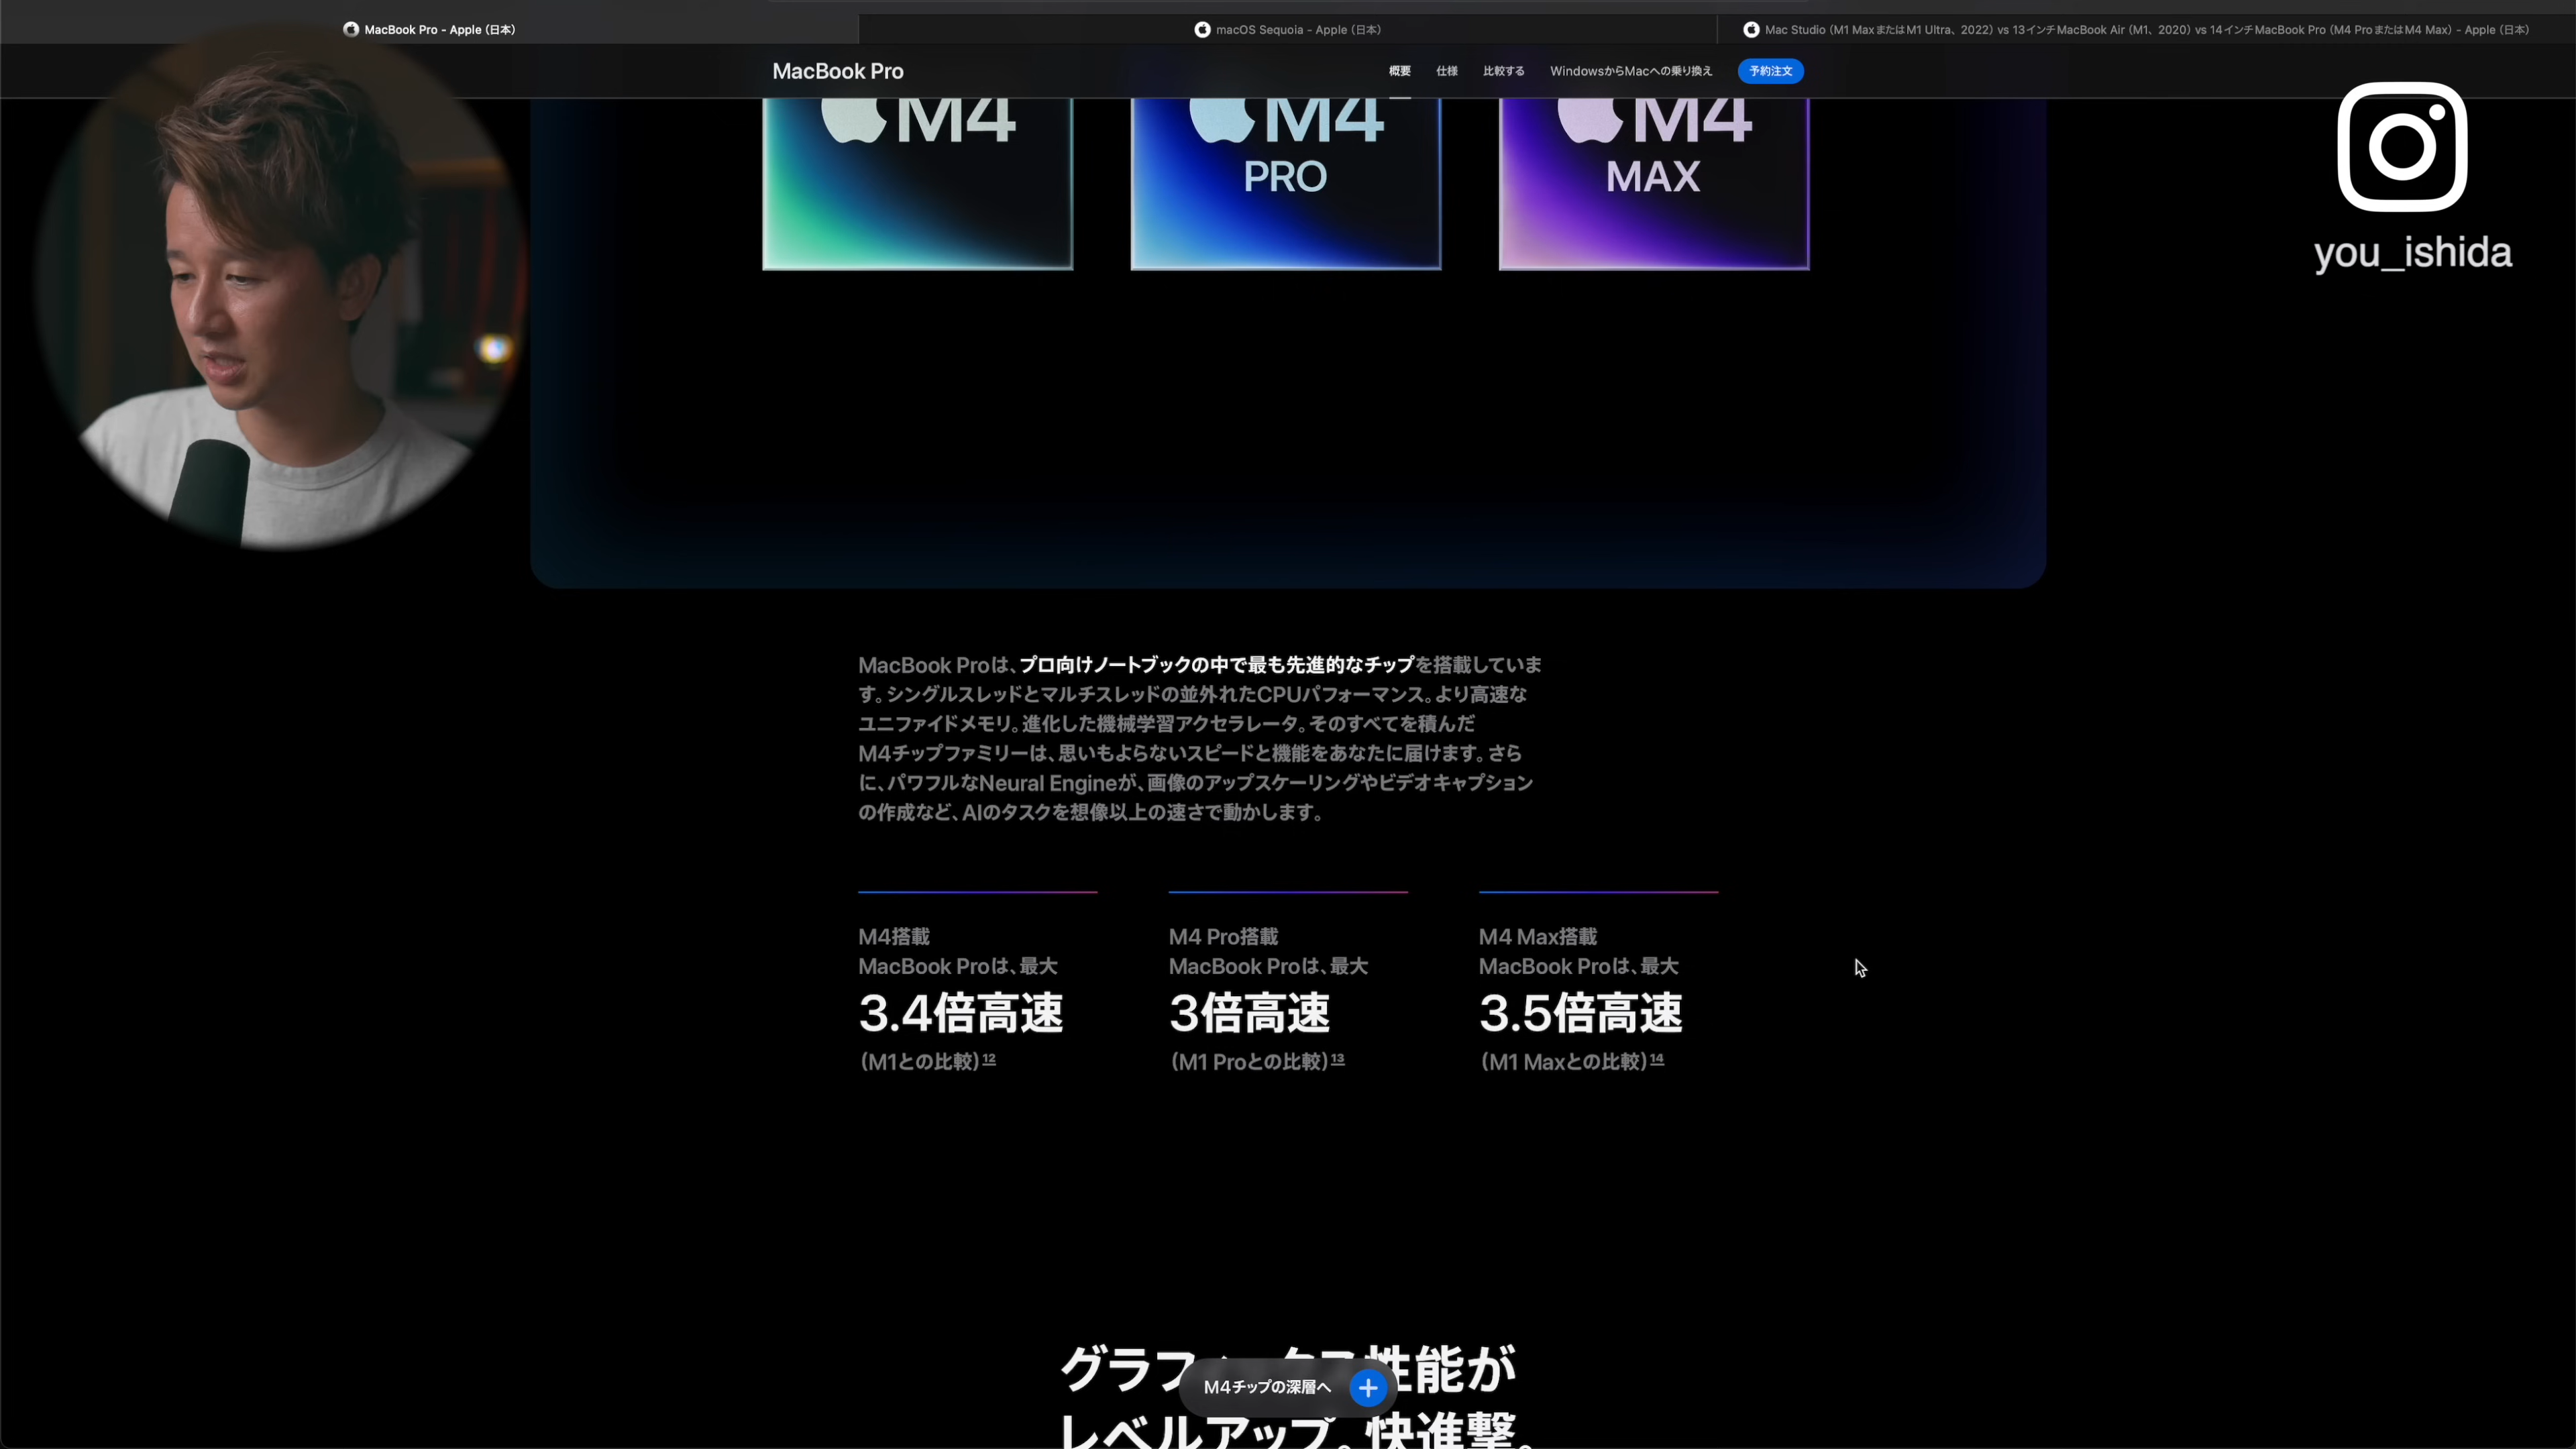 MacBook Pro - Apple（日本）
macOS Sequoia - Apple（日本）
Mac Studio（M1 MaxまたはM1 Ultra、2022）vs 13インチMacBook Air（M1、2020）vs 14インチMacBook Pro（M4 ProまたはM4 Max）- Apple（日本）
MacBook Pro
概要
仕様
比較する
WindowsからMacへの乗り換え
予約注文
M4
M4
PRO
M4
MAX
you_ishida
MacBook Proは、プロ向けノートブックの中で最も先進的なチップを搭載していま
す。シングルスレッドとマルチスレッドの並外れたCPUパフォーマンス。より高速な
ユニファイドメモリ。進化した機械学習アクセラレータ。そのすべてを積んだ
M4チップファミリーは、思いもよらないスピードと機能をあなたに届けます。さら
に、パワフルなNeural Engineが、画像のアップスケーリングやビデオキャプション
の作成など、AIのタスクを想像以上の速さで動かします。
M4搭載
MacBook Proは、最大
3.4倍高速
（M1との比較）12
M4 Pro搭載
MacBook Proは、最大
3倍高速
（M1 Proとの比較）13
M4 Max搭載
MacBook Proは、最大
3.5倍高速
（M1 Maxとの比較）14
グラフィックス性能が
M4チップの深層へ
レベルアップ。快進撃。